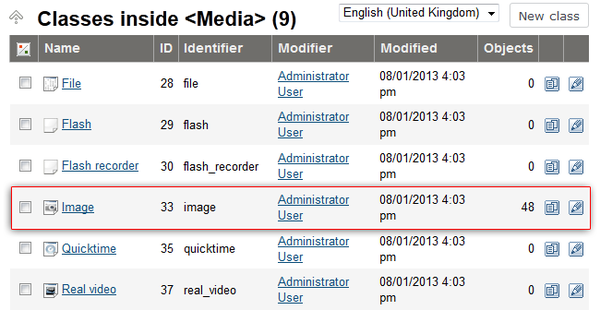 Classes inside <Media> (9)
English (United Kingdom)
New class
Name ID Identifier Modifier Modified Objects
File 28 file Administrator User 08/01/2013 4:03 pm 0
Flash 29 flash Administrator User 08/01/2013 4:03 pm 0
Flash recorder 30 flash_recorder Administrator User 08/01/2013 4:03 pm 0
Image 33 image Administrator User 08/01/2013 4:03 pm 48
Quicktime 35 quicktime Administrator User 08/01/2013 4:03 pm 0
Real video 37 real_video Administrator User 08/01/2013 4:03 pm 0